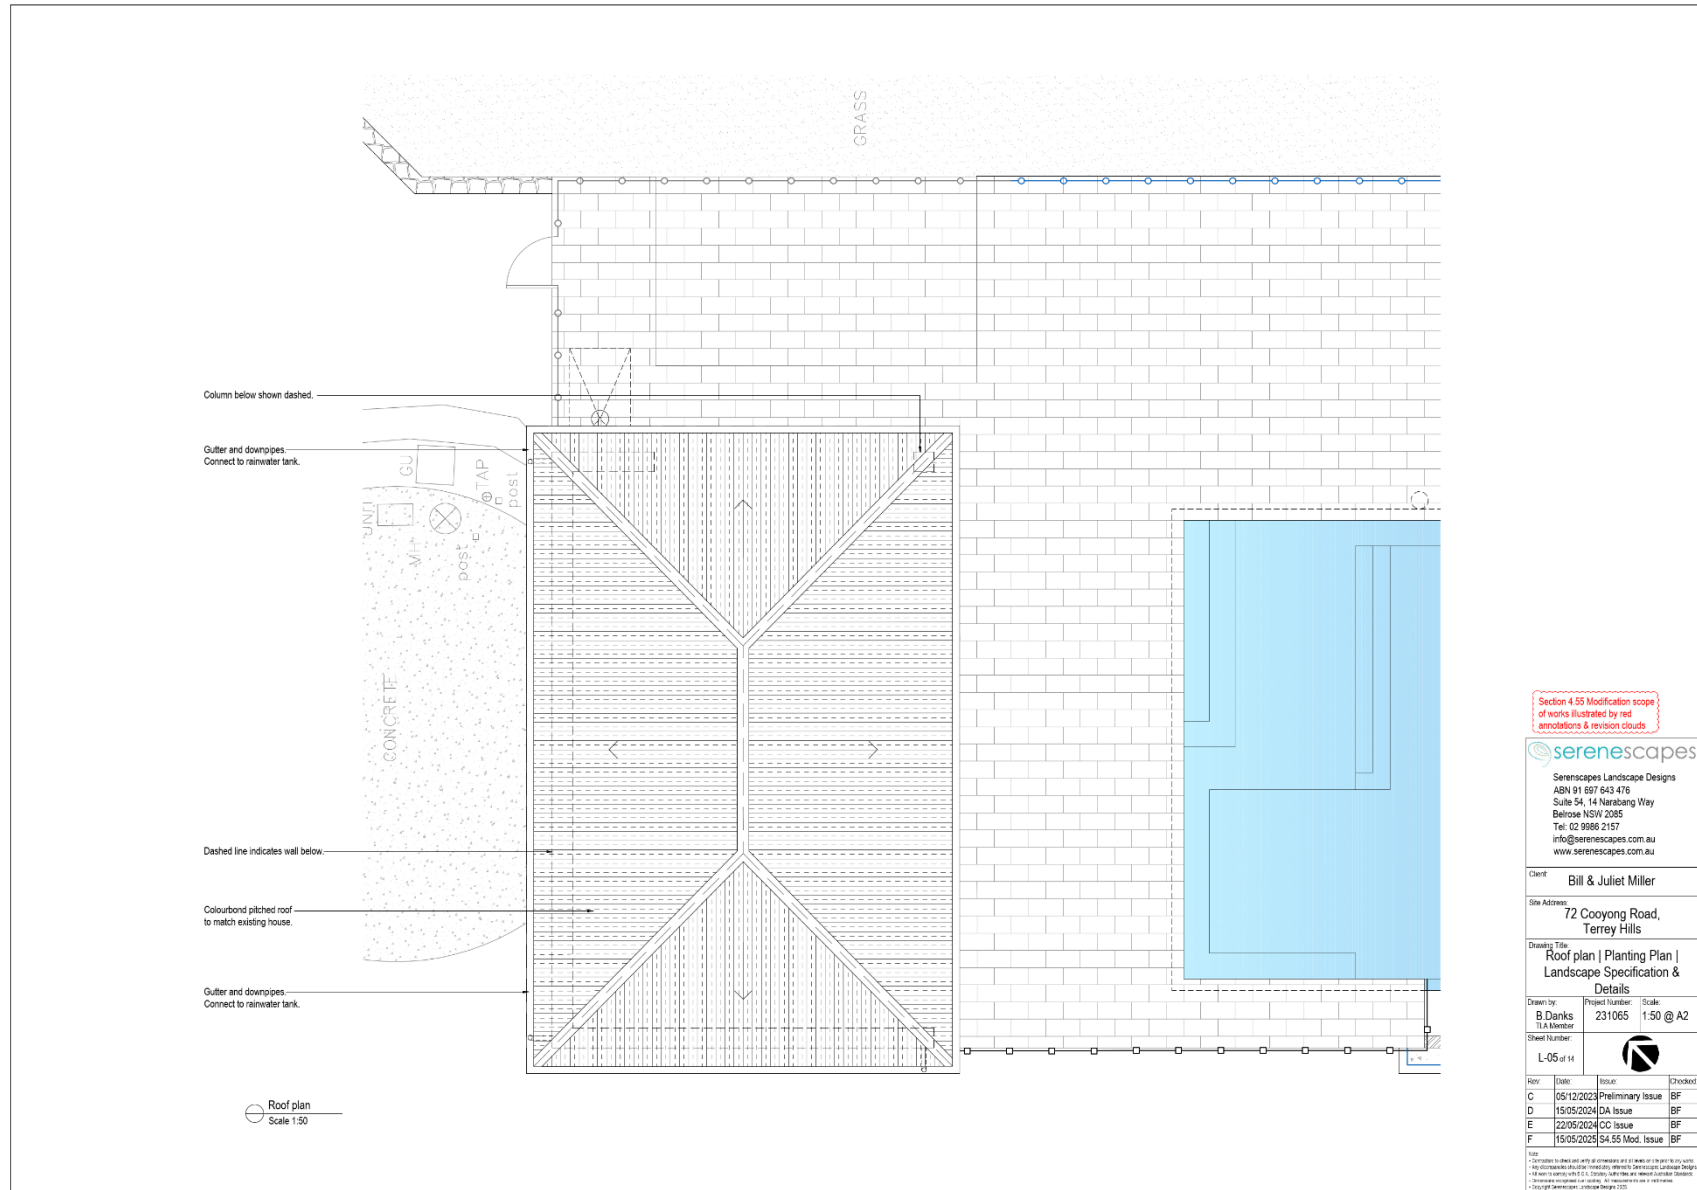 GRASS
Column below shown dashed.
Gutter and downpipes.
Connect to rainwater tank.
GU
TAP
post
UNIT
MH
post
CONCRETE
Dashed line indicates wall below.
Colourbond pitched roof
to match existing house.
Gutter and downpipes.
Connect to rainwater tank.
Roof plan
Scale 1:50
Section 4.55 Modification scope
of works illustrated by red
annotations & revision clouds
serenescapes
Serenscapes Landscape Designs
ABN 91 697 643 476
Suite 54, 14 Narabang Way
Belrose NSW 2085
Tel: 02 9986 2157
info@serenescapes.com.au
www.serenescapes.com.au
Client:
Bill & Juliet Miller
Site Address:
72 Cooyong Road,
Terrey Hills
Drawing Title:
Roof plan | Planting Plan |
Landscape Specification &
Details
Drawn by: Project Number: Scale:
B.Danks 231065 1:50 @ A2
TLA Member
Sheet Number:
L-05 of 14
Rev: Date: Issue: Checked
C 05/12/2023 Preliminary Issue BF
D 15/05/2024 DA Issue BF
E 22/05/2024 CC Issue BF
F 15/05/2025 S4.55 Mod. Issue BF
Note: